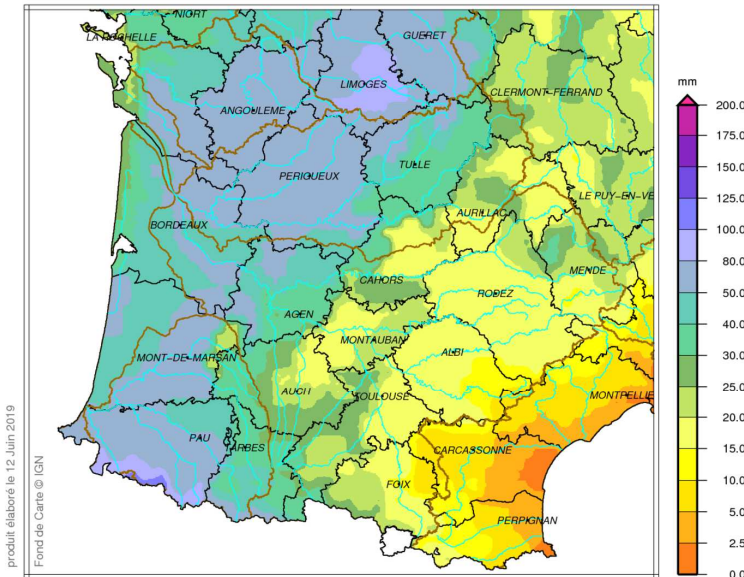 NIORT
LA ROCHELLE
GUERET
LIMOGES
CLERMONT-FERRAND
ANGOULEME
TULLE
PERIGUEUX
LE PUY-EN-VE
AURILLAC
BORDEAUX
MENDE
CAHORS
RODEZ
AGEN
MONTAUBAN
ALBI
MONT-DE-MARSAN
AUCH
TOULOUSE
MONTPELLIE
PAU
TARBES
CARCASSONNE
FOIX
PERPIGNAN
mm
200.0
175.0
150.0
125.0
100.0
80.0
60.0
50.0
40.0
30.0
25.0
20.0
15.0
10.0
5.0
2.5
0.0
produit élaboré le 12 Juin 2019
Fond de Carte © IGN